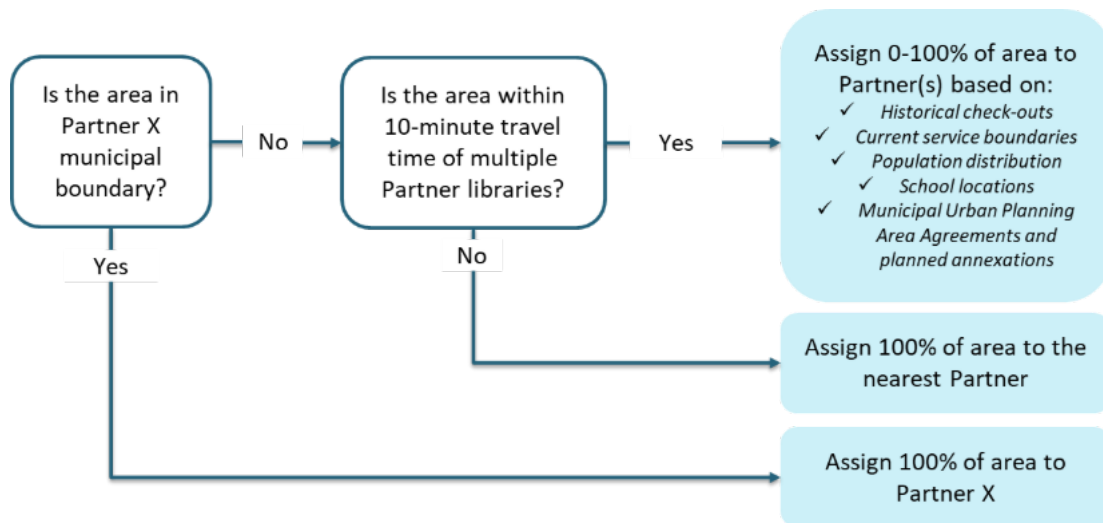 Is the area in
Partner X
municipal
boundary?
No
Is the area within
10-minute travel
time of multiple
Partner libraries?
Yes
Assign 0-100% of area to
Partner(s) based on:
✓ Historical check-outs
✓ Current service boundaries
✓ Population distribution
✓ School locations
✓ Municipal Urban Planning
Area Agreements and
planned annexations
No
Assign 100% of area to the
nearest Partner
Yes
Assign 100% of area to
Partner X